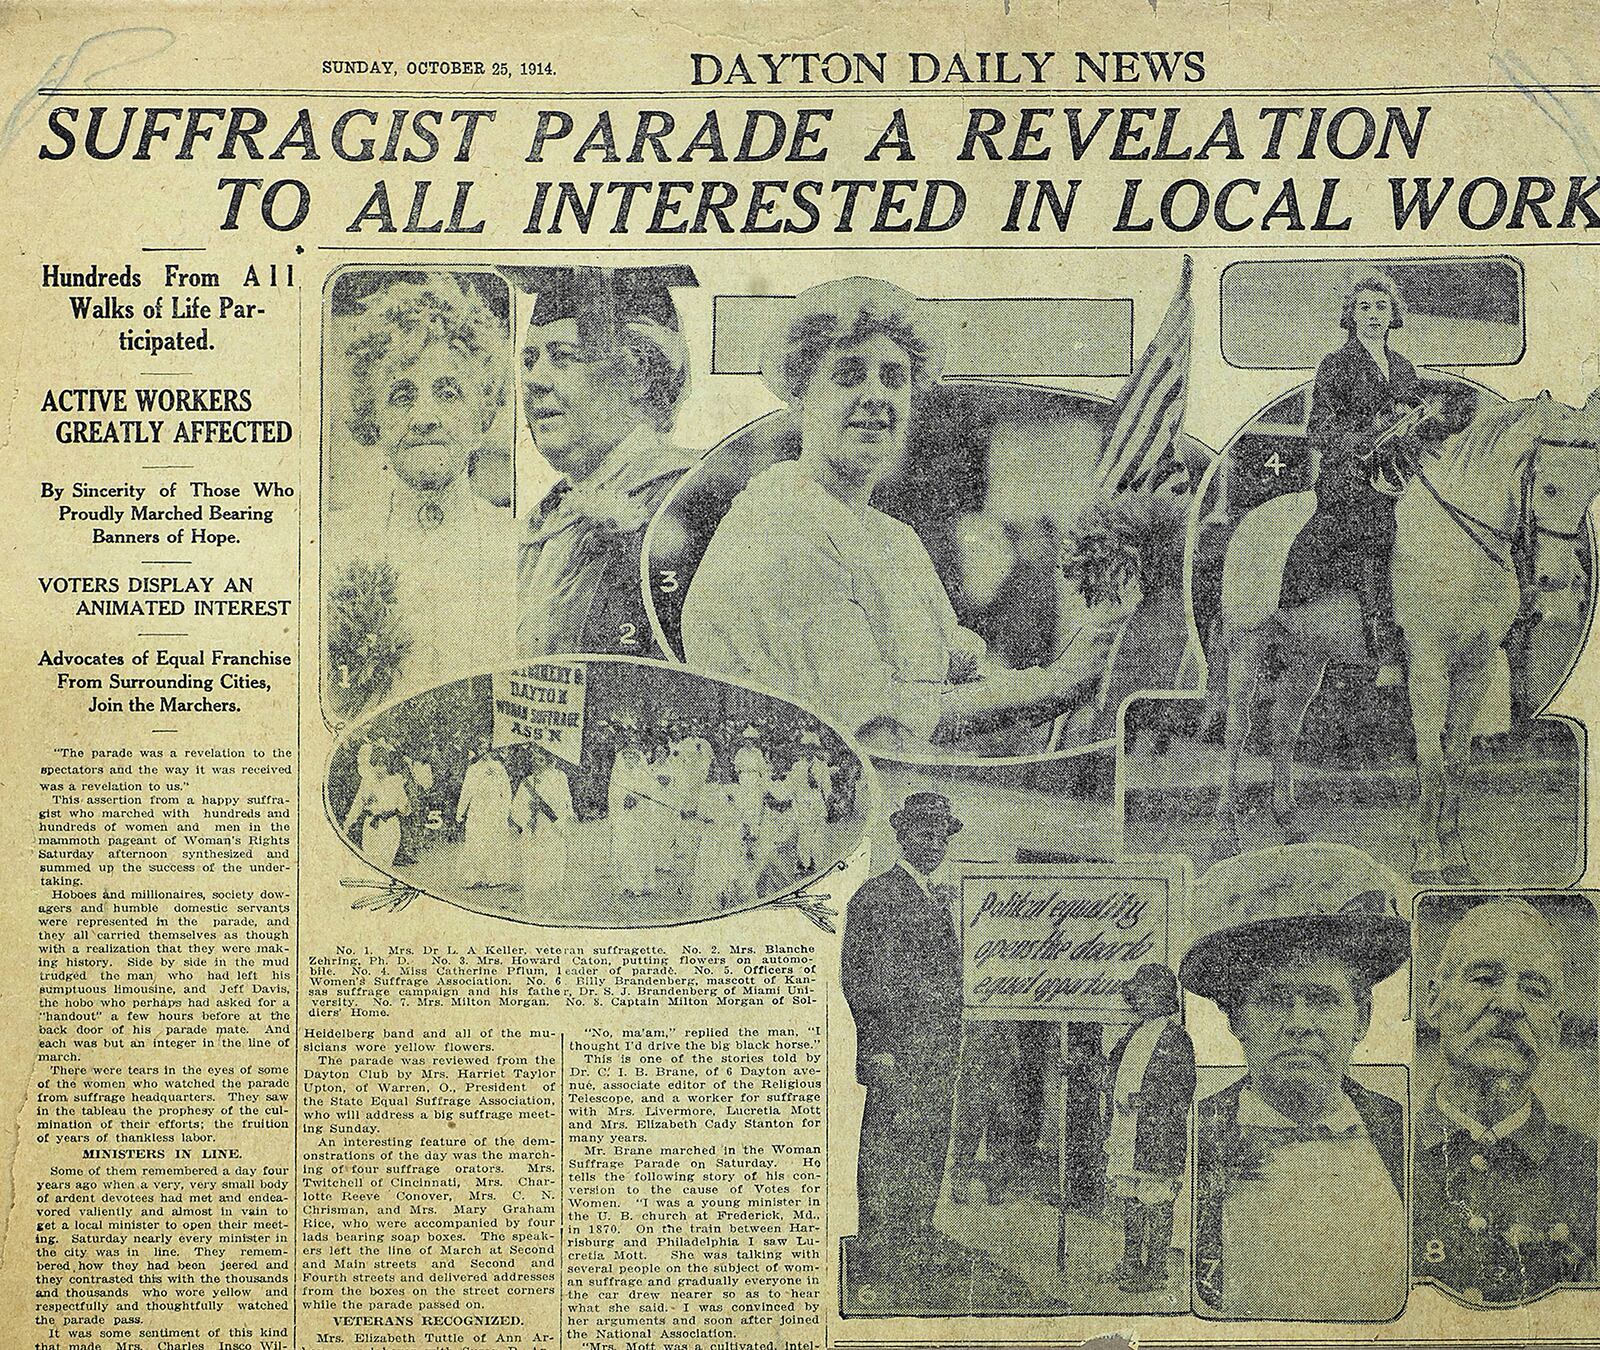 SUNDAY, OCTOBER 25, 1914.
DAYTON DAILY NEWS
SUFFRAGIST PARADE A REVELATION
TO ALL INTERESTED IN LOCAL WORK
Hundreds From All
Walks of Life Par-
ticipated.
ACTIVE WORKERS
GREATLY AFFECTED
By Sincerity of Those Who
Proudly Marched Bearing
Banners of Hope.
VOTERS DISPLAY AN
ANIMATED INTEREST
Advocates of Equal Franchise
From Surrounding Cities,
Join the Marchers.
"The parade was a revelation to the
spectators and the way it was received
was a revelation to us."
This assertion from a happy suffra-
gist who marched with hundreds and
hundreds of women and men in the
mammoth pageant of Woman's Rights
Saturday afternoon synthesized and
summed up the success of the under-
taking.
Hoboes and millionaires, society dow-
agers and humble domestic servants
were represented in the parade, and
they all carried themselves as though
with a realization that they were mak-
ing history. Side by side in the mud
trudged the man who had left his
sumptuous limousine, and Jeff Davis,
the hobo who perhaps had asked for a
"handout" a few hours before at the
back door of his parade mate. And
each was but an integer in the line of
march.
There were tears in the eyes of some
of the women who watched the parade
from suffrage headquarters. They saw
in the tableau the prophesy of the cul-
mination of their efforts; the fruition
of years of thankless labor.
MINISTERS IN LINE.
Some of them remembered a day four
years ago when a very, very small body
of ardent devotees had met and endea-
vored valiently and almost in vain to
get a local minister to open their meet-
ing. Saturday nearly every minister in
the city was in line. They remem-
bered how they had been jeered and
they contrasted this with the thousands
and thousands who wore yellow and
respectfully and thoughtfully watched
the parade pass.
It was some sentiment of this kind
that made Mrs. Charles Insco Wil-
1
2
3
4
DAYTON
WOMAN SUFFRAGE
ASS'N
5
No. 1, Mrs. Dr L. A Keller, veteran suffragette. No. 2. Mrs. Blanche
Zehring, Ph. D. No. 3. Mrs. Howard Caton, putting flowers on automo-
bile. No. 4. Miss Catherine Pflum, leader of parade. No. 5. Officers of
Women's Suffrage Association. No. 6. Billy Brandenberg, mascot of Kan-
sas suffrage campaign and his father, Dr. S. J. Brandenberg of Miami Uni-
versity. No. 7. Mrs. Milton Morgan. No. 8. Captain Milton Morgan of Sol-
diers' Home.
Heidelberg band and all of the mu-
sicians wore yellow flowers.
The parade was reviewed from the
Dayton Club by Mrs. Harriet Taylor
Upton, of Warren, O., President of
the State Equal Suffrage Association,
who will address a big suffrage meet-
ing Sunday.
An interesting feature of the dem-
onstrations of the day was the march-
ing of four suffrage orators. Mrs.
Twitchell of Cincinnati, Mrs. Char-
lotte Reeve Conover, Mrs. C. N.
Chrisman, and Mrs. Mary Graham
Rice, who were accompanied by four
lads bearing soap boxes. The speak-
ers left the line of March at Second
and Main streets and Second and
Fourth streets and delivered addresses
from the boxes on the street corners
while the parade passed on.
VETERANS RECOGNIZED.
Mrs. Elizabeth Tuttle of Ann Ar-
"No, ma'am," replied the man. "I
thought I'd drive the big black horse."
This is one of the stories told by
Dr. C. I. B. Brane, of 6 Dayton ave-
nue, associate editor of the Religious
Telescope, and a worker for suffrage
with Mrs. Livermore, Lucretia Mott
and Mrs. Elizabeth Cady Stanton for
many years.
Mr. Brane marched in the Woman
Suffrage Parade on Saturday. He
tells the following story of his con-
version to the cause of Votes for
Women. "I was a young minister in
the U. B. church at Frederick, Md.,
in 1870. On the train between Har-
risburg and Philadelphia I saw Lu-
cretia Mott. She was talking with
several people on the subject of wom-
an suffrage and gradually everyone in
the car drew nearer so as to hear
what she said. I was convinced by
her arguments and soon after joined
the National Association.
"Mrs. Mott was a cultivated, intel-
Political equality
opens the door to
equal
6
7
8